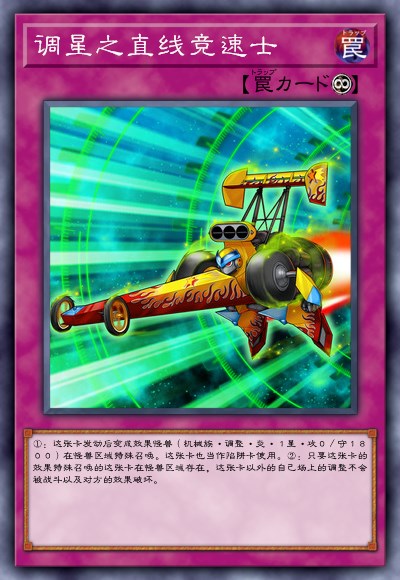 调星之直线竞速士
トラップ
罠
トラップ
【罠カード】
①：这张卡发动后变成效果怪兽（机械族・调整・炎・1星・攻０／守１８
００）在怪兽区域特殊召唤。这张卡也当作陷阱卡使用。②：只要这张卡的
效果特殊召唤的这张卡在怪兽区域存在，这张卡以外的自己场上的调整不会
被战斗以及对方的效果破坏。